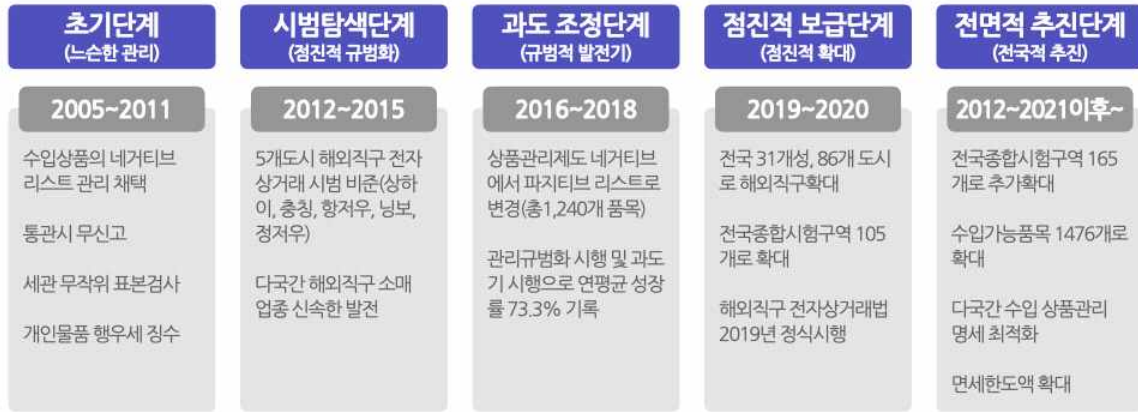 초기단계
(느슨한 관리)
2005~2011
수입상품의 네거티브
리스트 관리 채택
통관시 무신고
세관 무작위 표본검사
개인물품 행우세 징수
시범탐색단계
(점진적 규범화)
2012~2015
5개도시 해외직구 전자
상거래 시범 비준(상하
이, 충칭, 항저우, 닝보,
정저우)
다국간 해외직구 소매
업종 신속한 발전
과도 조정단계
(규범적 발전기)
2016~2018
상품관리제도 네거티브
에서 파지티브 리스트로
변경(총1,240개 품목)
관리규범화 시행 및 과도
기 시행으로 연평균 성장
률 73.3% 기록
점진적 보급단계
(점진적 확대)
2019~2020
전국 31개성, 86개 도시
로 해외직구확대
전국종합시험구역 105
개로 확대
해외직구 전자상거래법
2019년 정식시행
전면적 추진단계
(전국적 추진)
2012~2021이후~
전국종합시험구역 165
개로 추가확대
수입가능품목 1476개로
확대
다국간 수입 상품관리
명세 최적화
면세한도액 확대